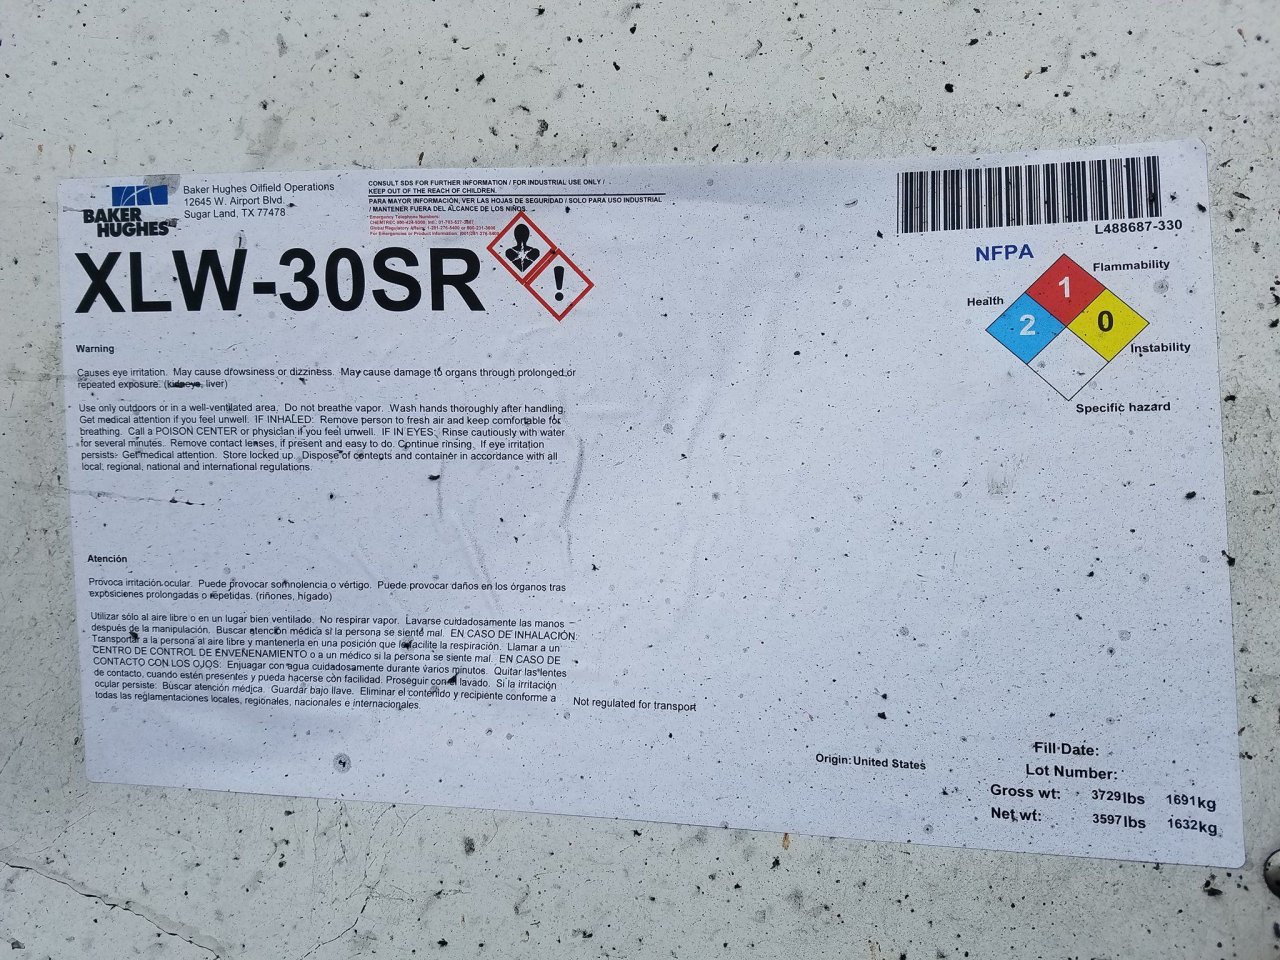 BAKER
HUGHES
Baker Hughes Oilfield Operations
12645 W. Airport Blvd.
Sugar Land, TX 77478
CONSULT SDS FOR FURTHER INFORMATION / FOR INDUSTRIAL USE ONLY /
KEEP OUT OF THE REACH OF CHILDREN.
PARA MAYOR INFORMACIÓN, VER LAS HOJAS DE SEGURIDAD / SOLO PARA USO INDUSTRIAL
/ MANTENER FUERA DEL ALCANCE DE LOS NIÑOS.
Emergency Telephone Numbers:
L488687-330
XLW-30SR
NFPA
Flammability
1
Health
2
0
Instability
Specific hazard
Warning
Causes eye irritation. May cause drowsiness or dizziness. May cause damage to organs through prolonged or
repeated exposure. (kidneys, liver)
Use only outdoors or in a well-ventilated area. Do not breathe vapor. Wash hands thoroughly after handling.
Get medical attention if you feel unwell. IF INHALED: Remove person to fresh air and keep comfortable for
breathing. Call a POISON CENTER or physician if you feel unwell. IF IN EYES: Rinse cautiously with water
for several minutes. Remove contact lenses, if present and easy to do. Continue rinsing. If eye irritation
persists: Get medical attention. Store locked up. Dispose of contents and container in accordance with all
local, regional, national and international regulations.
Atención
Provoca irritación ocular. Puede provocar somnolencia o vértigo. Puede provocar daños en los órganos tras
exposiciones prolongadas o repetidas. (riñones, hígado)
Utilizar sólo al aire libre o en un lugar bien ventilado. No respirar vapor. Lavarse cuidadosamente las manos
después de la manipulación. Buscar atención médica si la persona se siente mal. EN CASO DE INHALACIÓN:
Transportar a la persona al aire libre y mantenerla en una posición que le facilite la respiración. Llamar a un
CENTRO DE CONTROL DE ENVENENAMIENTO o a un médico si la persona se siente mal. EN CASO DE
CONTACTO CON LOS OJOS: Enjuagar con agua cuidadosamente durante varios minutos. Quitar las lentes
de contacto, cuando estén presentes y pueda hacerse con facilidad. Proseguir con el lavado. Si la irritación
ocular persiste: Buscar atención médica. Guardar bajo llave. Eliminar el contenido y recipiente conforme a
todas las reglamentaciones locales, regionales, nacionales e internacionales.
Not regulated for transport
Origin: United States
Fill Date:
Lot Number:
Gross wt: 3729lbs 1691kg
Net wt: 3597lbs 1632kg